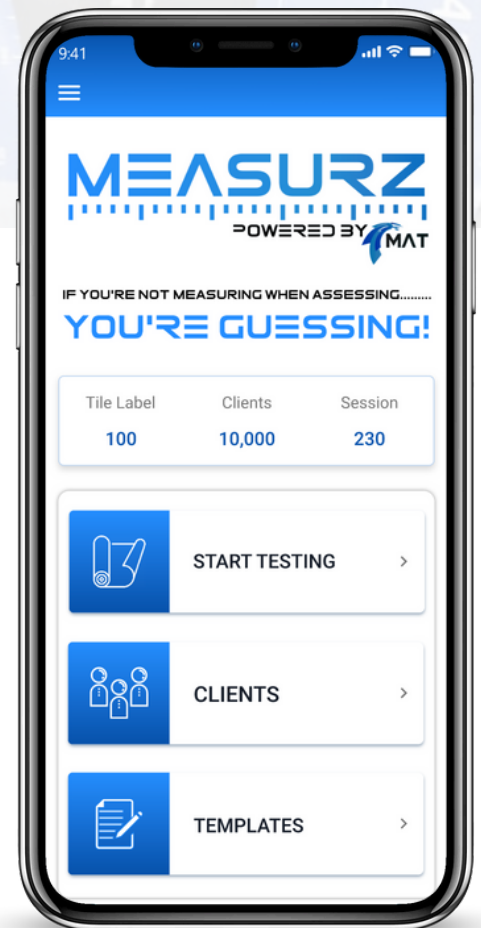 9:41
MEASURZ
POWERED BY MAT
IF YOU'RE NOT MEASURING WHEN ASSESSING.........
YOU'RE GUESSING!
Tile Label Clients Session
100 10,000 230
START TESTING
CLIENTS
TEMPLATES